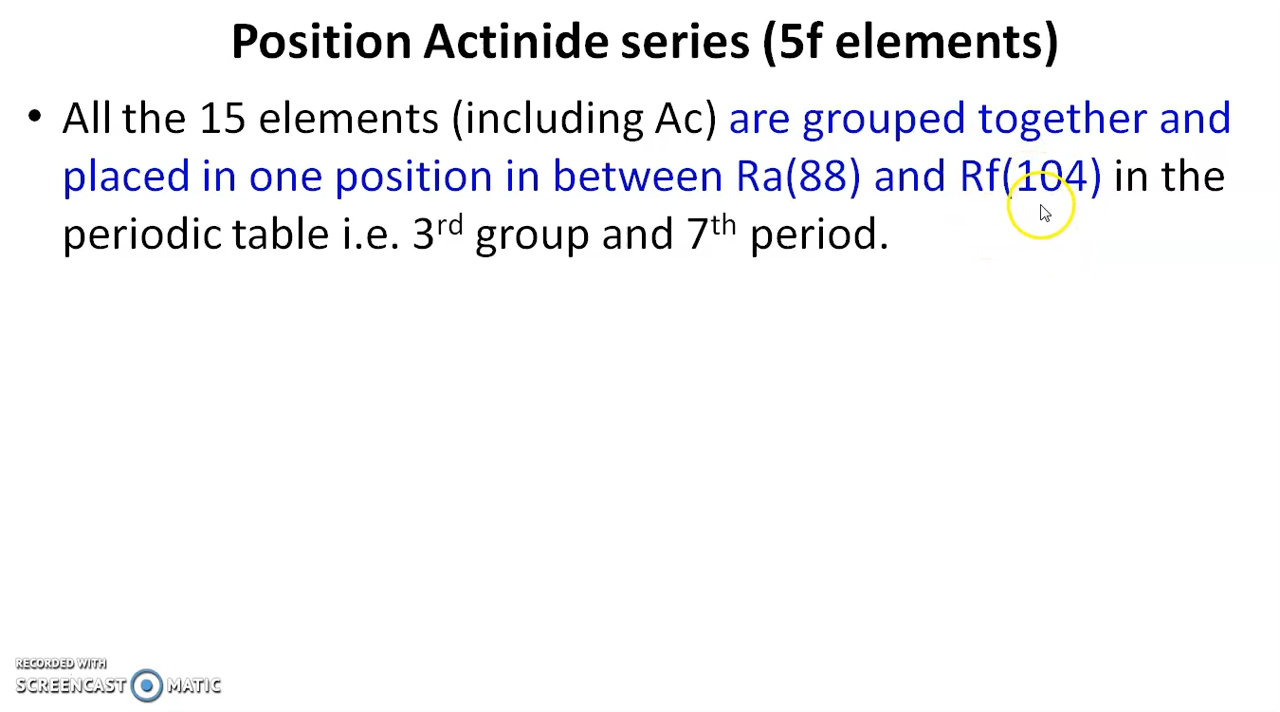 Position Actinide series (5f elements)
• All the 15 elements (including Ac) are grouped together and
placed in one position in between Ra(88) and Rf(104) in the
periodic table i.e. 3rd group and 7th period.
RECORDED WITH
SCREENCAST MATIC